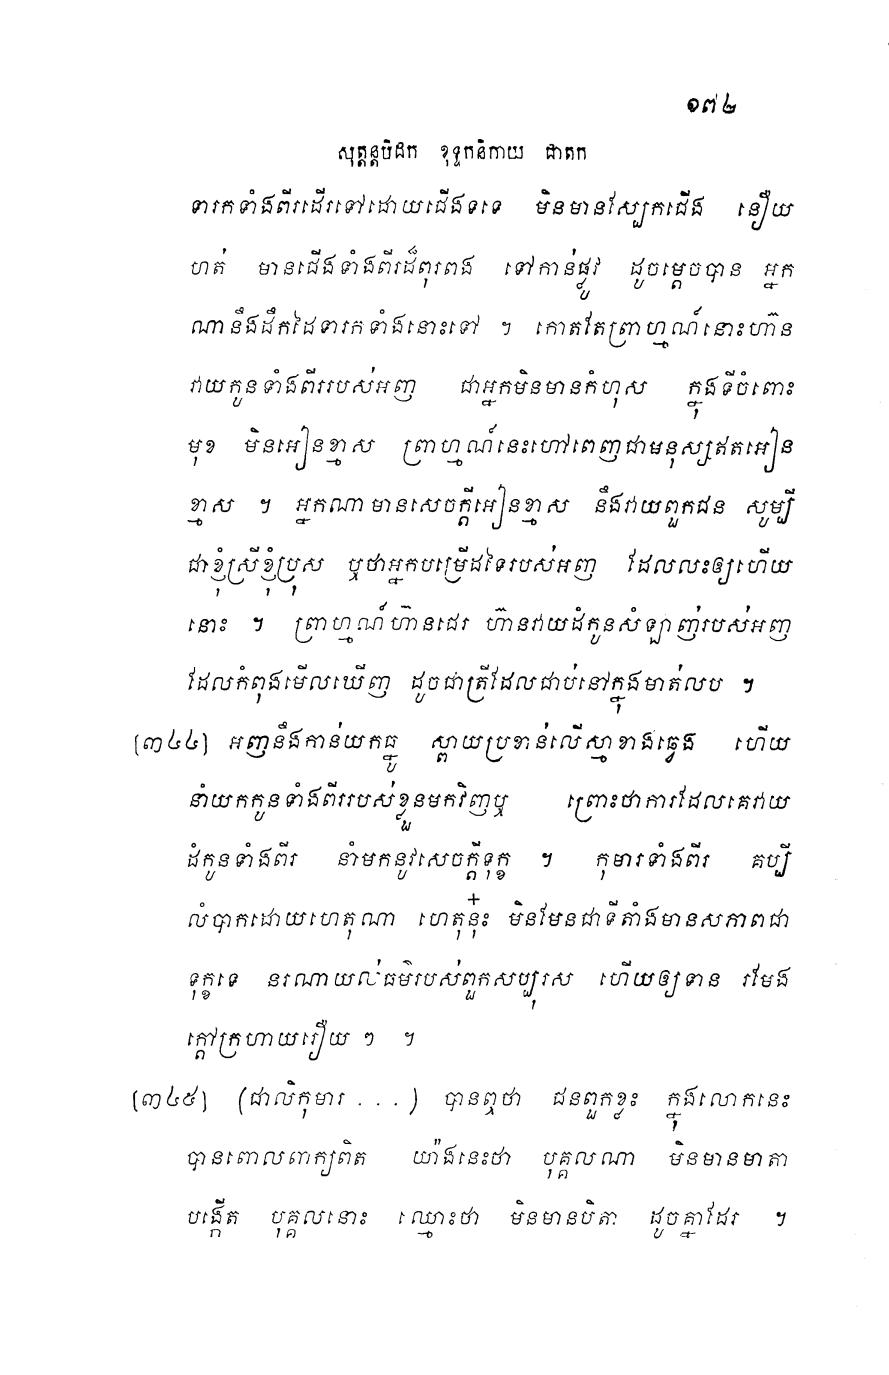 ១៧២
សុត្តន្តបិដក ខុទ្ទកនិកាយ ជាតក
ទារកទាំងពីរដើរទៅដោយជើងទទេ មិនមានស្បែកជើង នឿយ
ហត់ មានជើងទាំងពីរដ៏ពុរពង ទៅកាន់ផ្លូវ ដូចម្តេចបាន អ្នក
ណានឹងដឹកដៃទារកទាំងនោះទៅ ។ កោតតែព្រាហ្មណ៍នោះហ៊ាន
វាយកូនទាំងពីររបស់អញ ជាអ្នកមិនមានកំហុស ក្នុងទីចំពោះ
មុខ មិនអៀនខ្មាស ព្រាហ្មណ៍នេះហៅពេញជាមនុស្សឥតអៀន
ខ្មាស ។ អ្នកណាមានសេចក្តីអៀនខ្មាស នឹងវាយពួកជន សូម្បី
ជាខ្ញុំស្រីខ្ញុំប្រុស ឬថាអ្នកបម្រើដទៃរបស់អញ ដែលលះឲ្យហើយ
នោះ ។ ព្រាហ្មណ៍ហ៊ានជេរ ហ៊ានវាយដំកូនសំឡាញ់របស់អញ
ដែលកំពុងមើលឃើញ ដូចជាត្រីដែលជាប់នៅក្នុងមាត់លប ។
(៣៤៤) អញនឹងកាន់យកធ្នូ ស្ពាយប្រខាន់លើស្មាខាងឆ្វេង ហើយ
នាំយកកូនទាំងពីររបស់ខ្លួនមកវិញឬ ព្រោះថាការដែលគេវាយ
ដំកូនទាំងពីរ នាំមកនូវសេចក្តីទុក្ខ ។ កុមារទាំងពីរ គប្បី
លំបាកដោយហេតុណា ហេតុនុ៎ះ មិនមែនជាទីតាំងមានសភាពជា
ទុក្ខទេ នរណាយល់ធម៌របស់ពួកសប្បុរស ហើយឲ្យទាន រមែង
ក្តៅក្រហាយរឿយ ៗ ។
(៣៤៥) (ជាលិកុមារ . . .) បានឮថា ជនពួកខ្លះ ក្នុងលោកនេះ
បានពោលពាក្យពិត យ៉ាងនេះថា បុគ្គលណា មិនមានមាតា
បង្កើត បុគ្គលនោះ ឈ្មោះថា មិនមានបិតា ដូចគ្នាដែរ ។